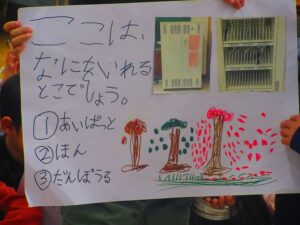 ここは、
なにをいれる
とこでしょう。
①あいぱっと
②ほん
③だんぼうる